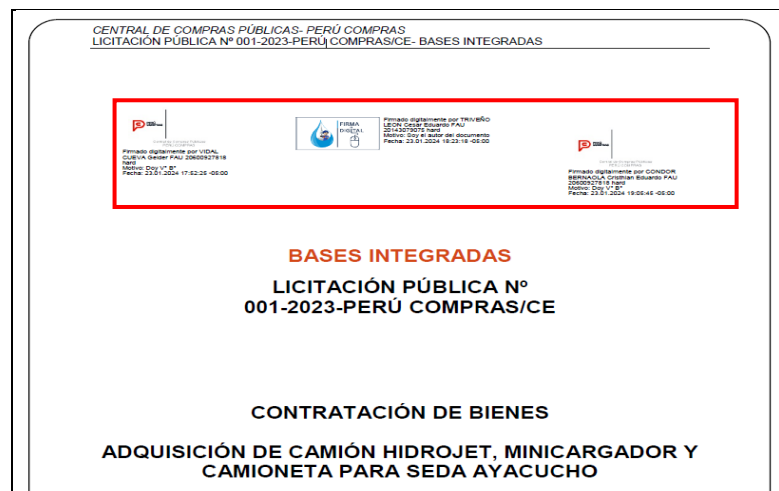 CENTRAL DE COMPRAS PÚBLICAS- PERÚ COMPRAS
LICITACIÓN PÚBLICA Nº 001-2023-PERÚ COMPRAS/CE- BASES INTEGRADAS
Firmado digitalmente por VIDAL
CUEVA Geider FAU 20600927818
hard
Motivo: Doy V° B°
Fecha: 23.01.2024 17:52:25 -05:00
FIRMA
DIGITAL
Firmado digitalmente por TRIVEÑO
LEON Cesar Eduardo FAU
20143079075 hard
Motivo: Soy el autor del documento
Fecha: 23.01.2024 18:23:18 -05:00
Firmado digitalmente por CONDOR
BERNAOLA Cristhian Eduardo FAU
20600927818 hard
Motivo: Doy V° B°
Fecha: 23.01.2024 19:05:45 -05:00
BASES INTEGRADAS
LICITACIÓN PÚBLICA Nº
001-2023-PERÚ COMPRAS/CE
CONTRATACIÓN DE BIENES
ADQUISICIÓN DE CAMIÓN HIDROJET, MINICARGADOR Y
CAMIONETA PARA SEDA AYACUCHO